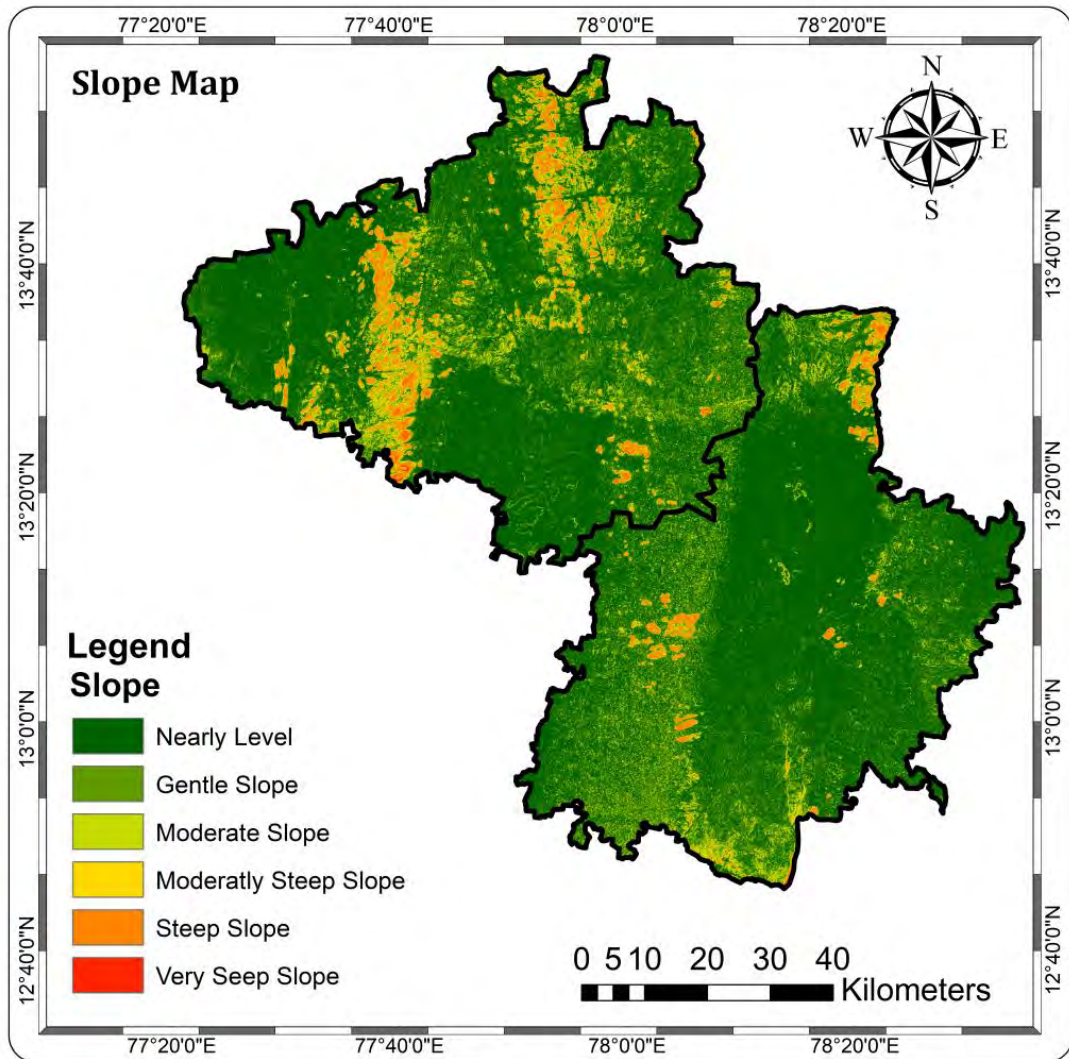 77°20'0"E 77°40'0"E 78°0'0"E 78°20'0"E
Slope Map
N
W E
S
13°40'0"N 13°40'0"N
13°20'0"N 13°20'0"N
13°0'0"N 13°0'0"N
12°40'0"N 12°40'0"N
Legend
Slope
Nearly Level
Gentle Slope
Moderate Slope
Moderatly Steep Slope
Steep Slope
Very Seep Slope
0 5 10 20 30 40
Kilometers
77°20'0"E 77°40'0"E 78°0'0"E 78°20'0"E